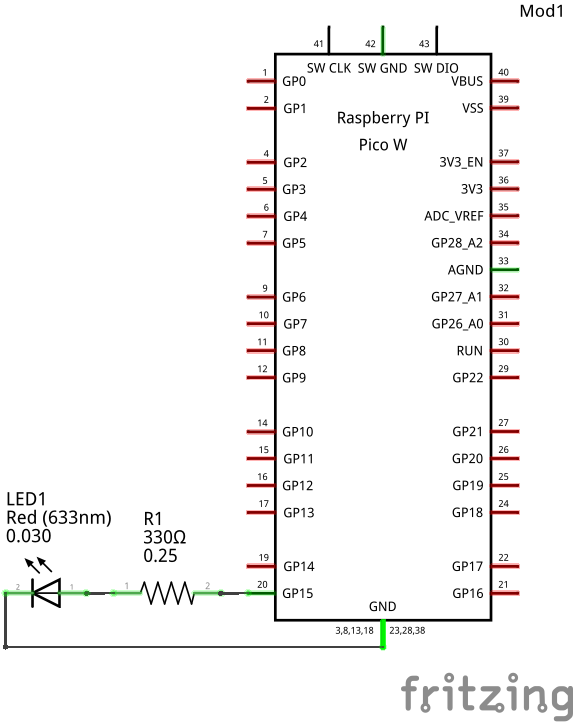 Mod1
41 42 43
SW CLK SW GND SW DIO
1 GP0 VBUS 40
2 GP1 VSS 39
Raspberry PI
Pico W
4 GP2 3V3_EN 37
5 GP3 3V3 36
6 GP4 ADC_VREF 35
7 GP5 GP28_A2 34
AGND 33
9 GP6 GP27_A1 32
10 GP7 GP26_A0 31
11 GP8 RUN 30
12 GP9 GP22 29
14 GP10 GP21 27
15 GP11 GP20 26
16 GP12 GP19 25
17 GP13 GP18 24
LED1
Red (633nm)
0.030
R1
330Ω
0.25
19 GP14 GP17 22
2 1 1 2 20 GP15 GP16 21
GND
3,8,13,18 23,28,38
fritzing